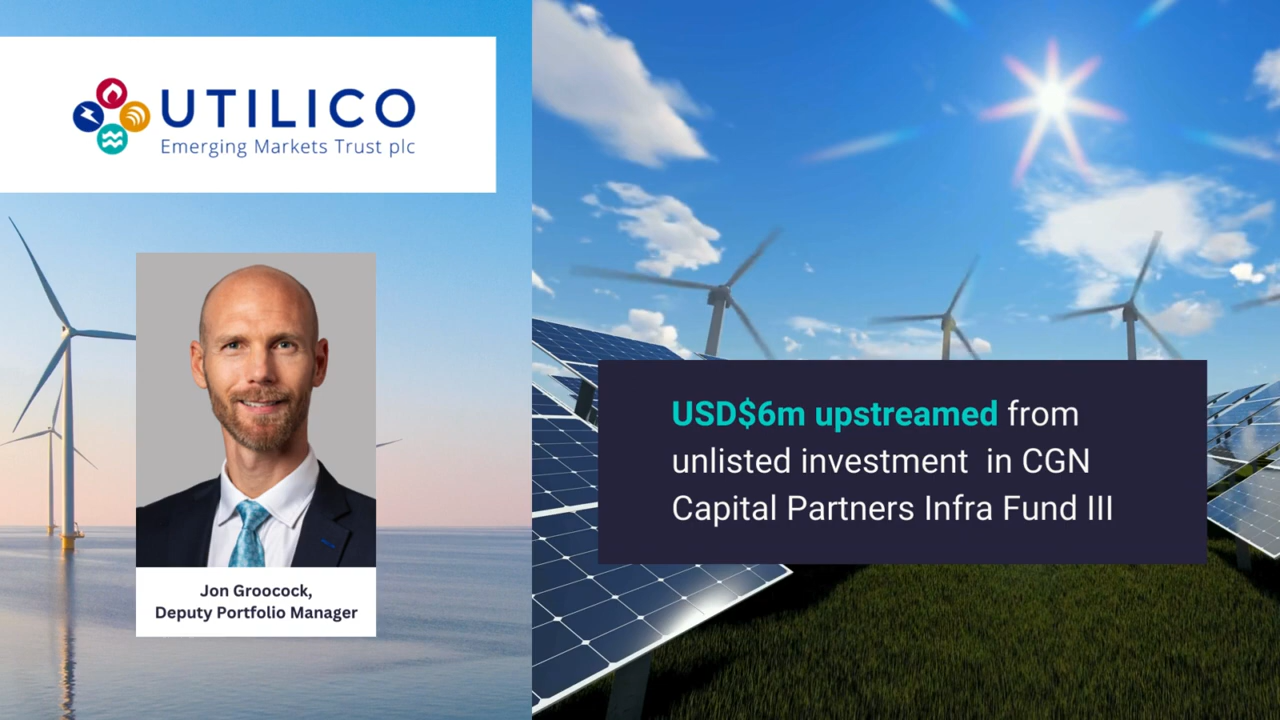 UTILICO
Emerging Markets Trust plc
Jon Groocock,
Deputy Portfolio Manager
USD$6m upstreamed from
unlisted investment  in CGN
Capital Partners Infra Fund III